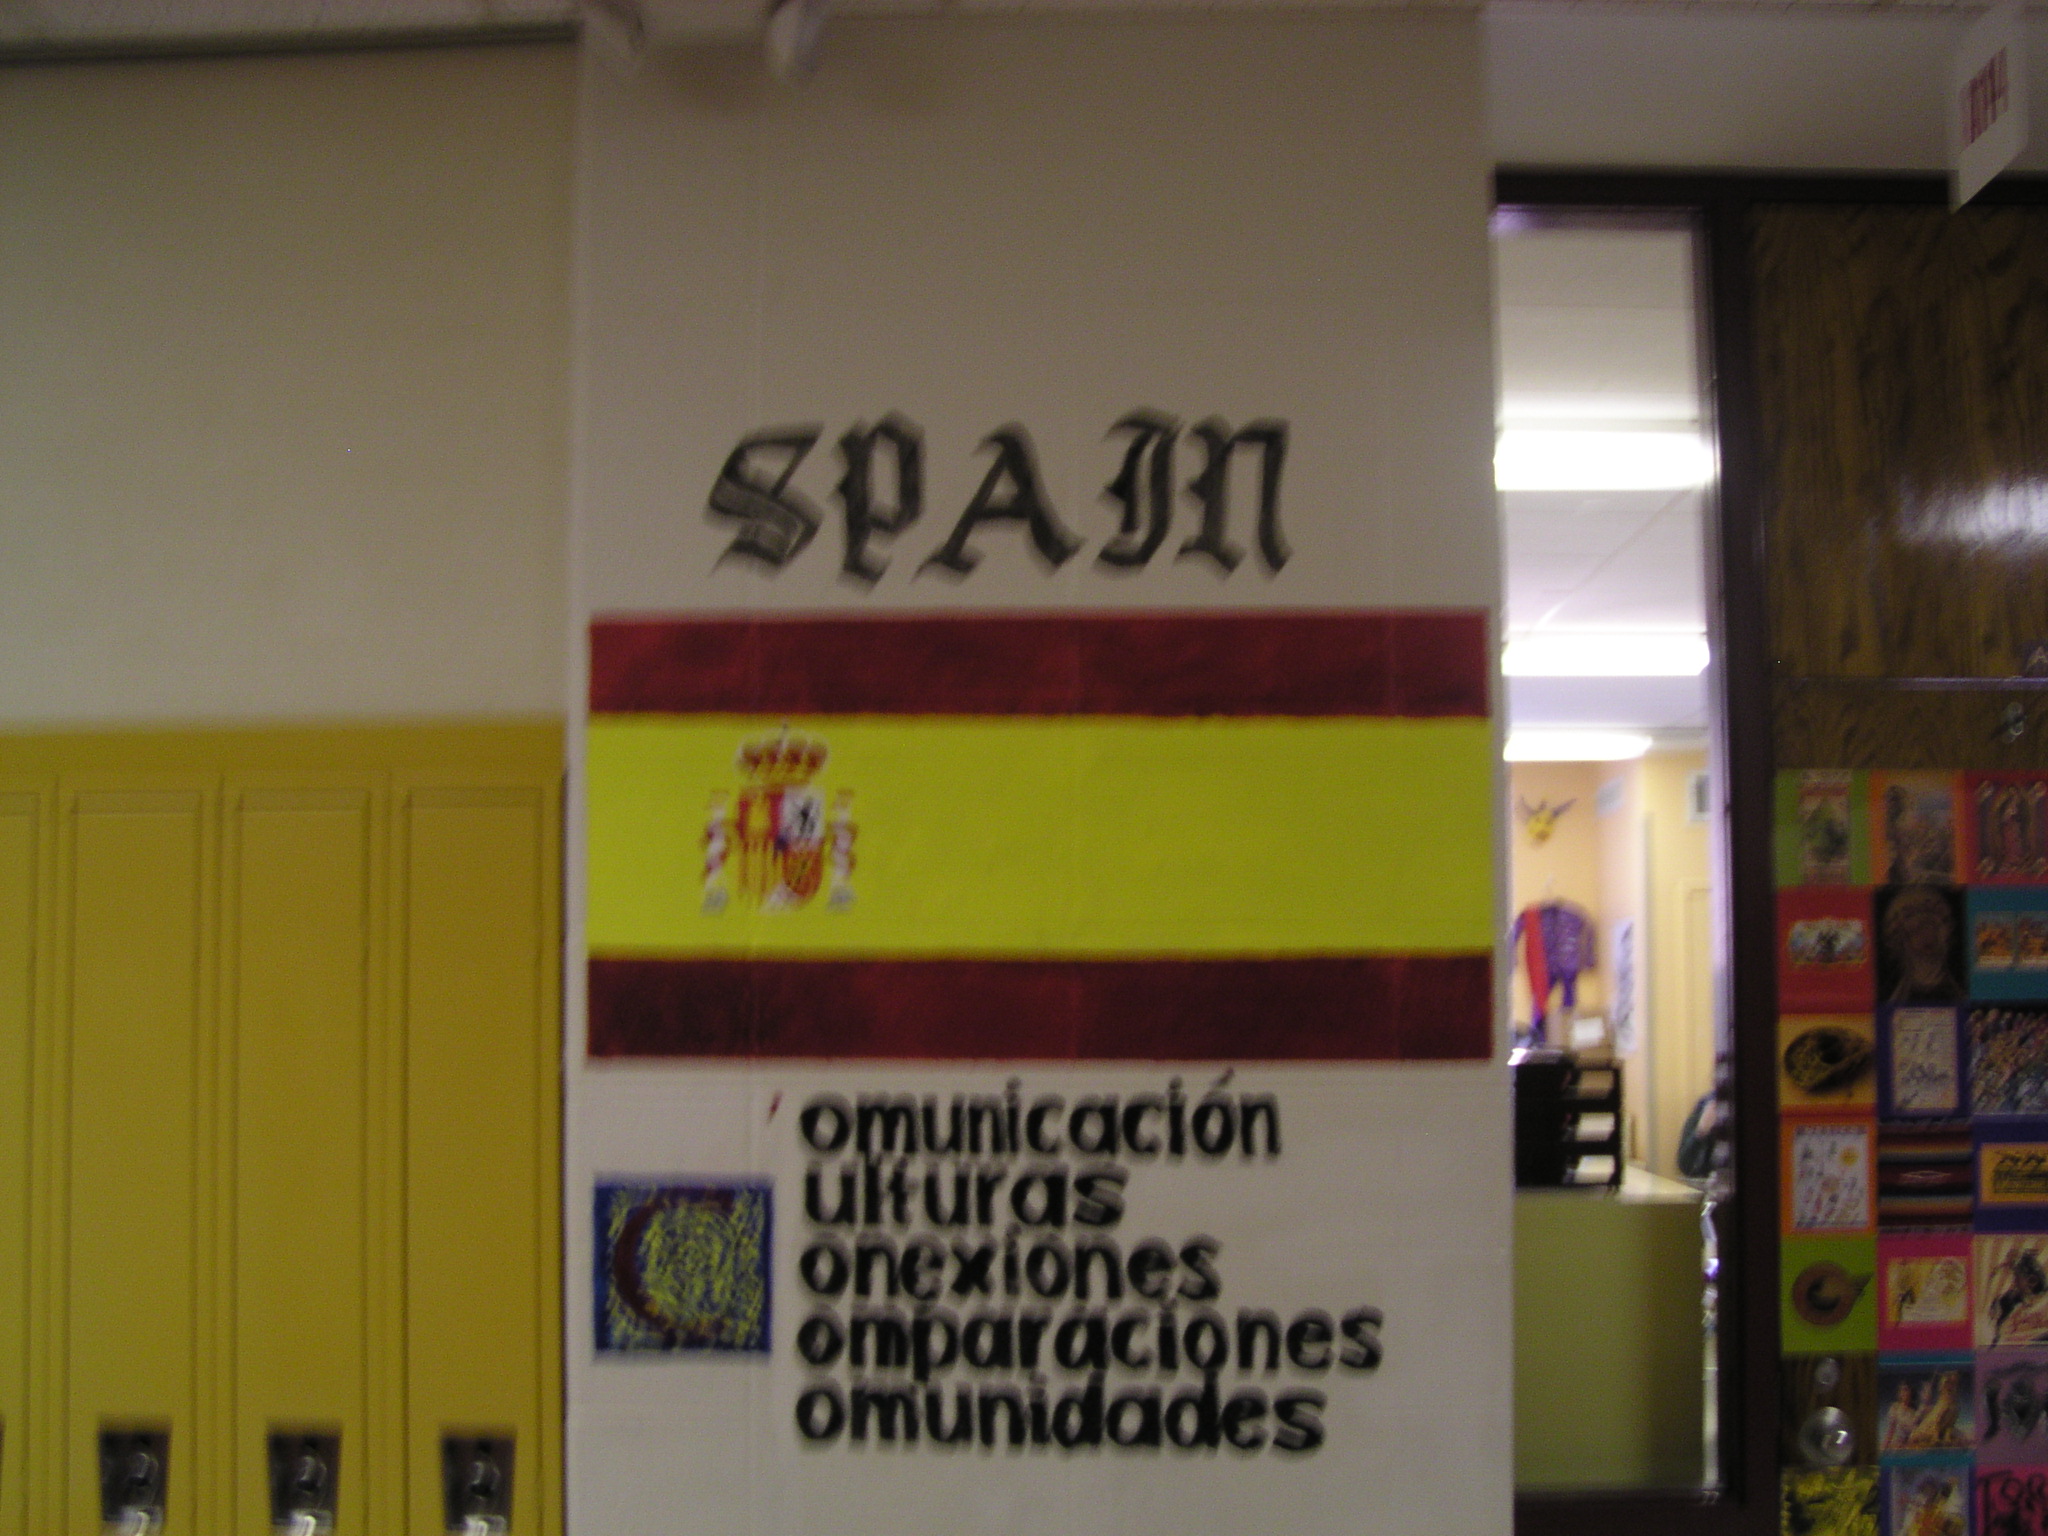 SPAIN
C
omunicación
ulturas
onexiones
omparaciones
omunidades